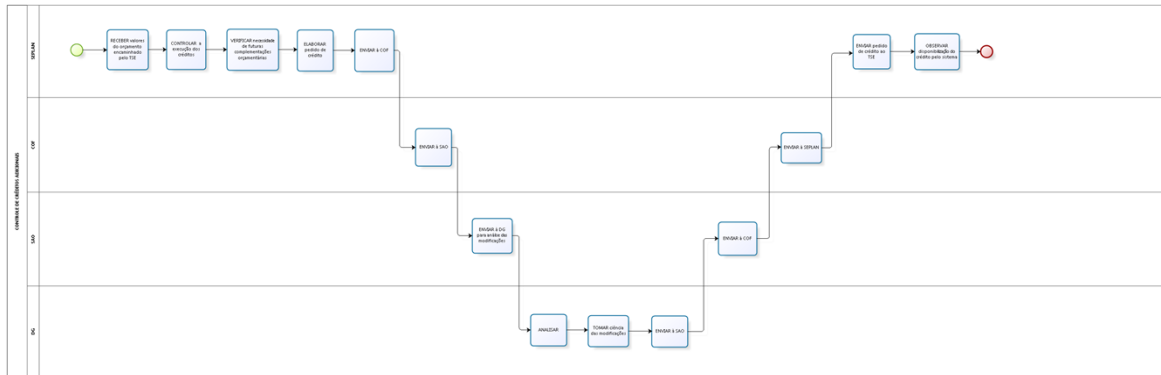 CONTROLE DE CRÉDITOS ADICIONAIS
SEPLAN
RECEBER valores
do orçamento
encaminhado
pelo TSE
CONTROLAR a
execução dos
créditos
VERIFICAR necessidade
de futuras
complementações
orçamentárias
ELABORAR
pedido de
crédito
ENVIAR à COF
ENVIAR pedido
de crédito ao
TSE
OBSERVAR
disponibilização do
crédito pelo sistema
COF
ENVIAR à SAO
ENVIAR à SEPLAN
SAO
ENVIAR à DG
para análise das
modificações
ENVIAR à COF
DG
ANALISAR
TOMAR ciência
das modificações
ENVIAR à SAO